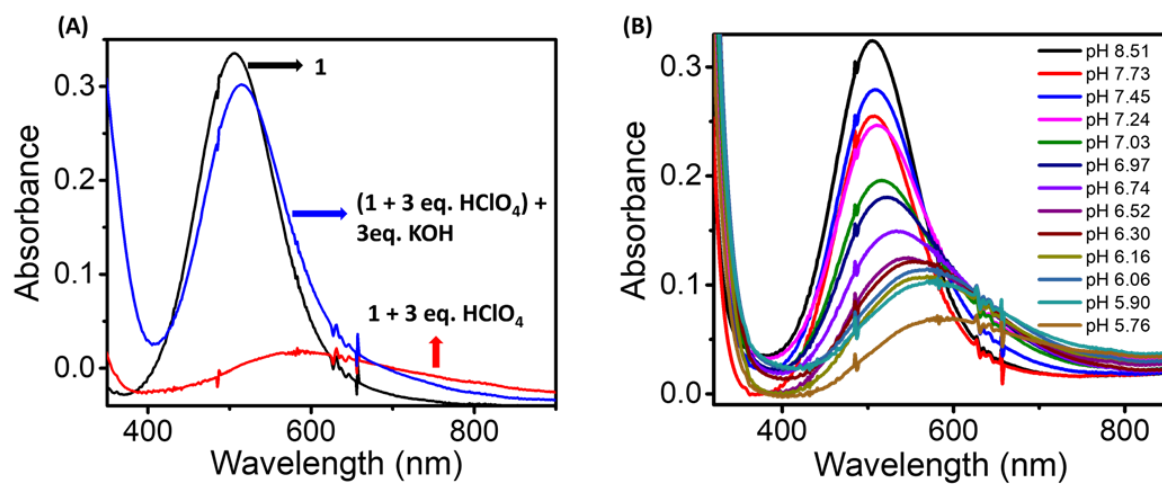 (A)
Absorbance
0.3
0.2
0.1
0.0
1
(1 + 3 eq. HClO₄) +
3eq. KOH
1 + 3 eq. HClO₄
400
600
800
Wavelength (nm)
(B)
Absorbance
0.3
0.2
0.1
0.0
pH 8.51
pH 7.73
pH 7.45
pH 7.24
pH 7.03
pH 6.97
pH 6.74
pH 6.52
pH 6.30
pH 6.16
pH 6.06
pH 5.90
pH 5.76
400
500
600
700
800
Wavelength (nm)